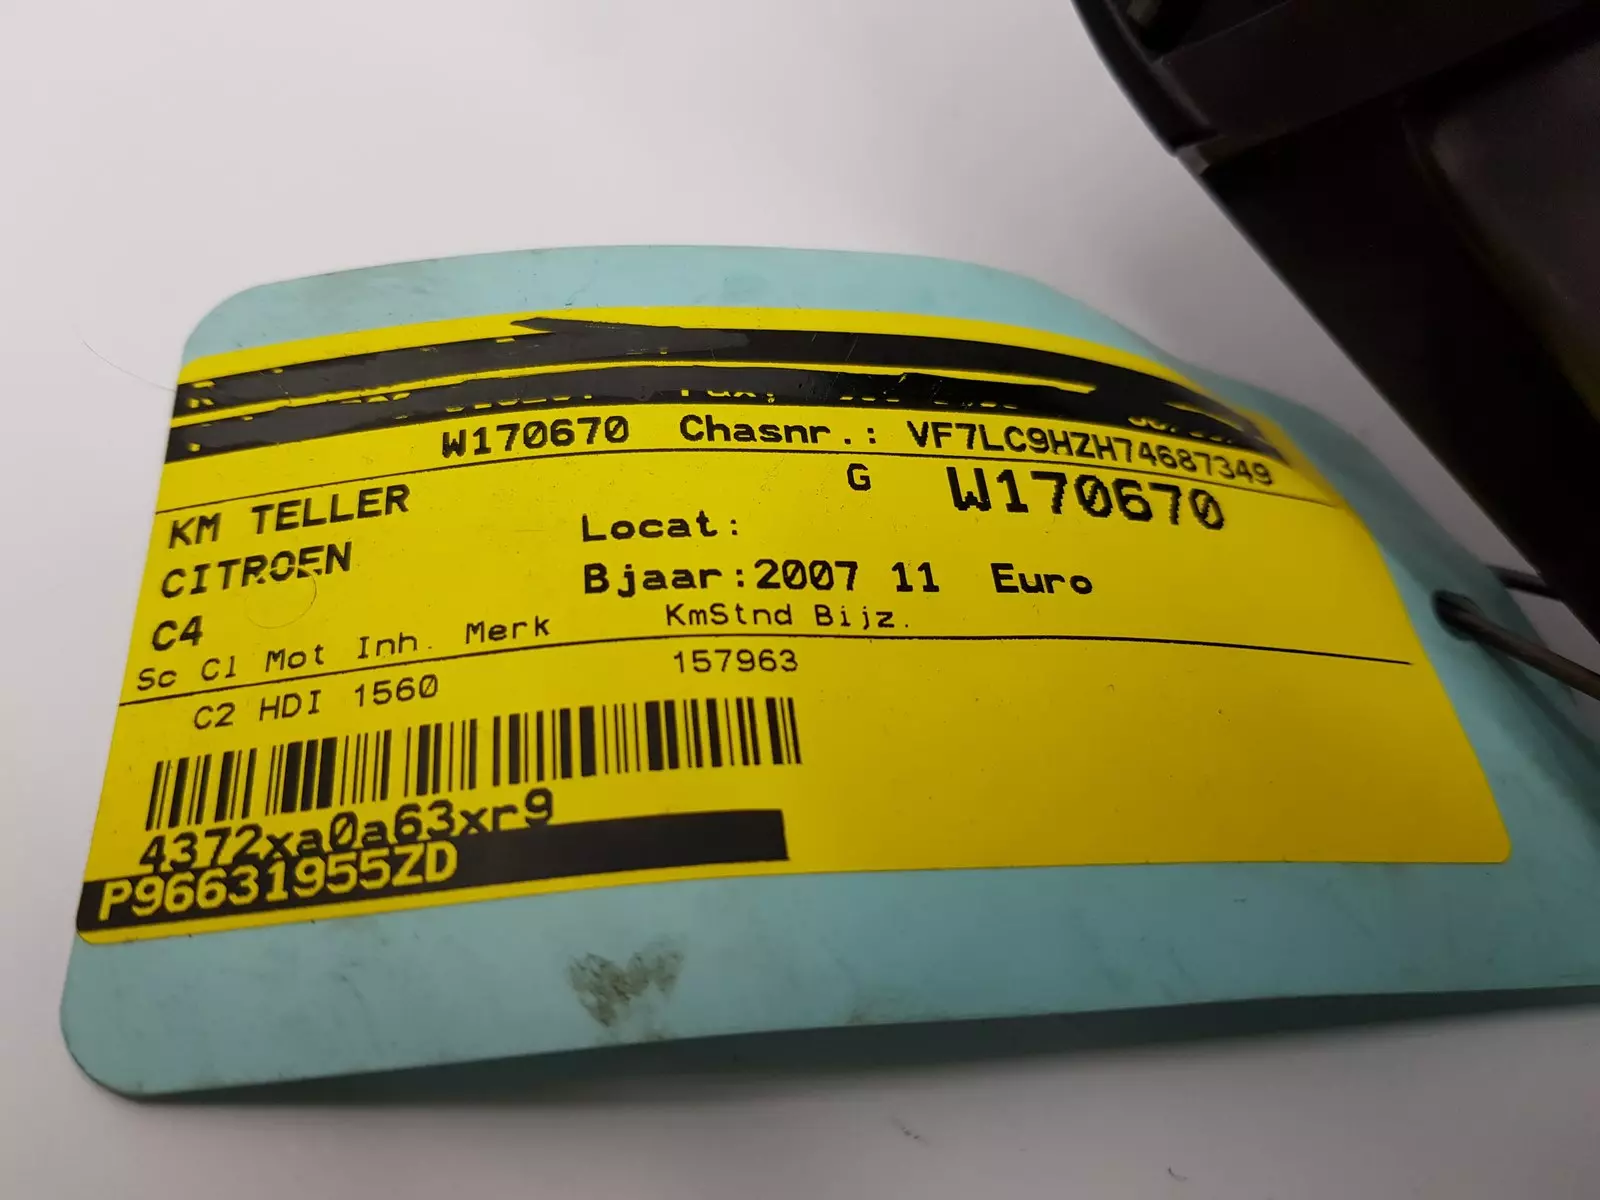 W170670 Chasnr.: VF7LC9HZH74687349
G W170670
KM TELLER
CITROEN
C4
Locat:
Bjaar:2007 11 Euro
Sc Cl Mot Inh. Merk KmStnd Bijz.
C2 HDI 1560 157963
4372xa0a63xr9
P96631955ZD